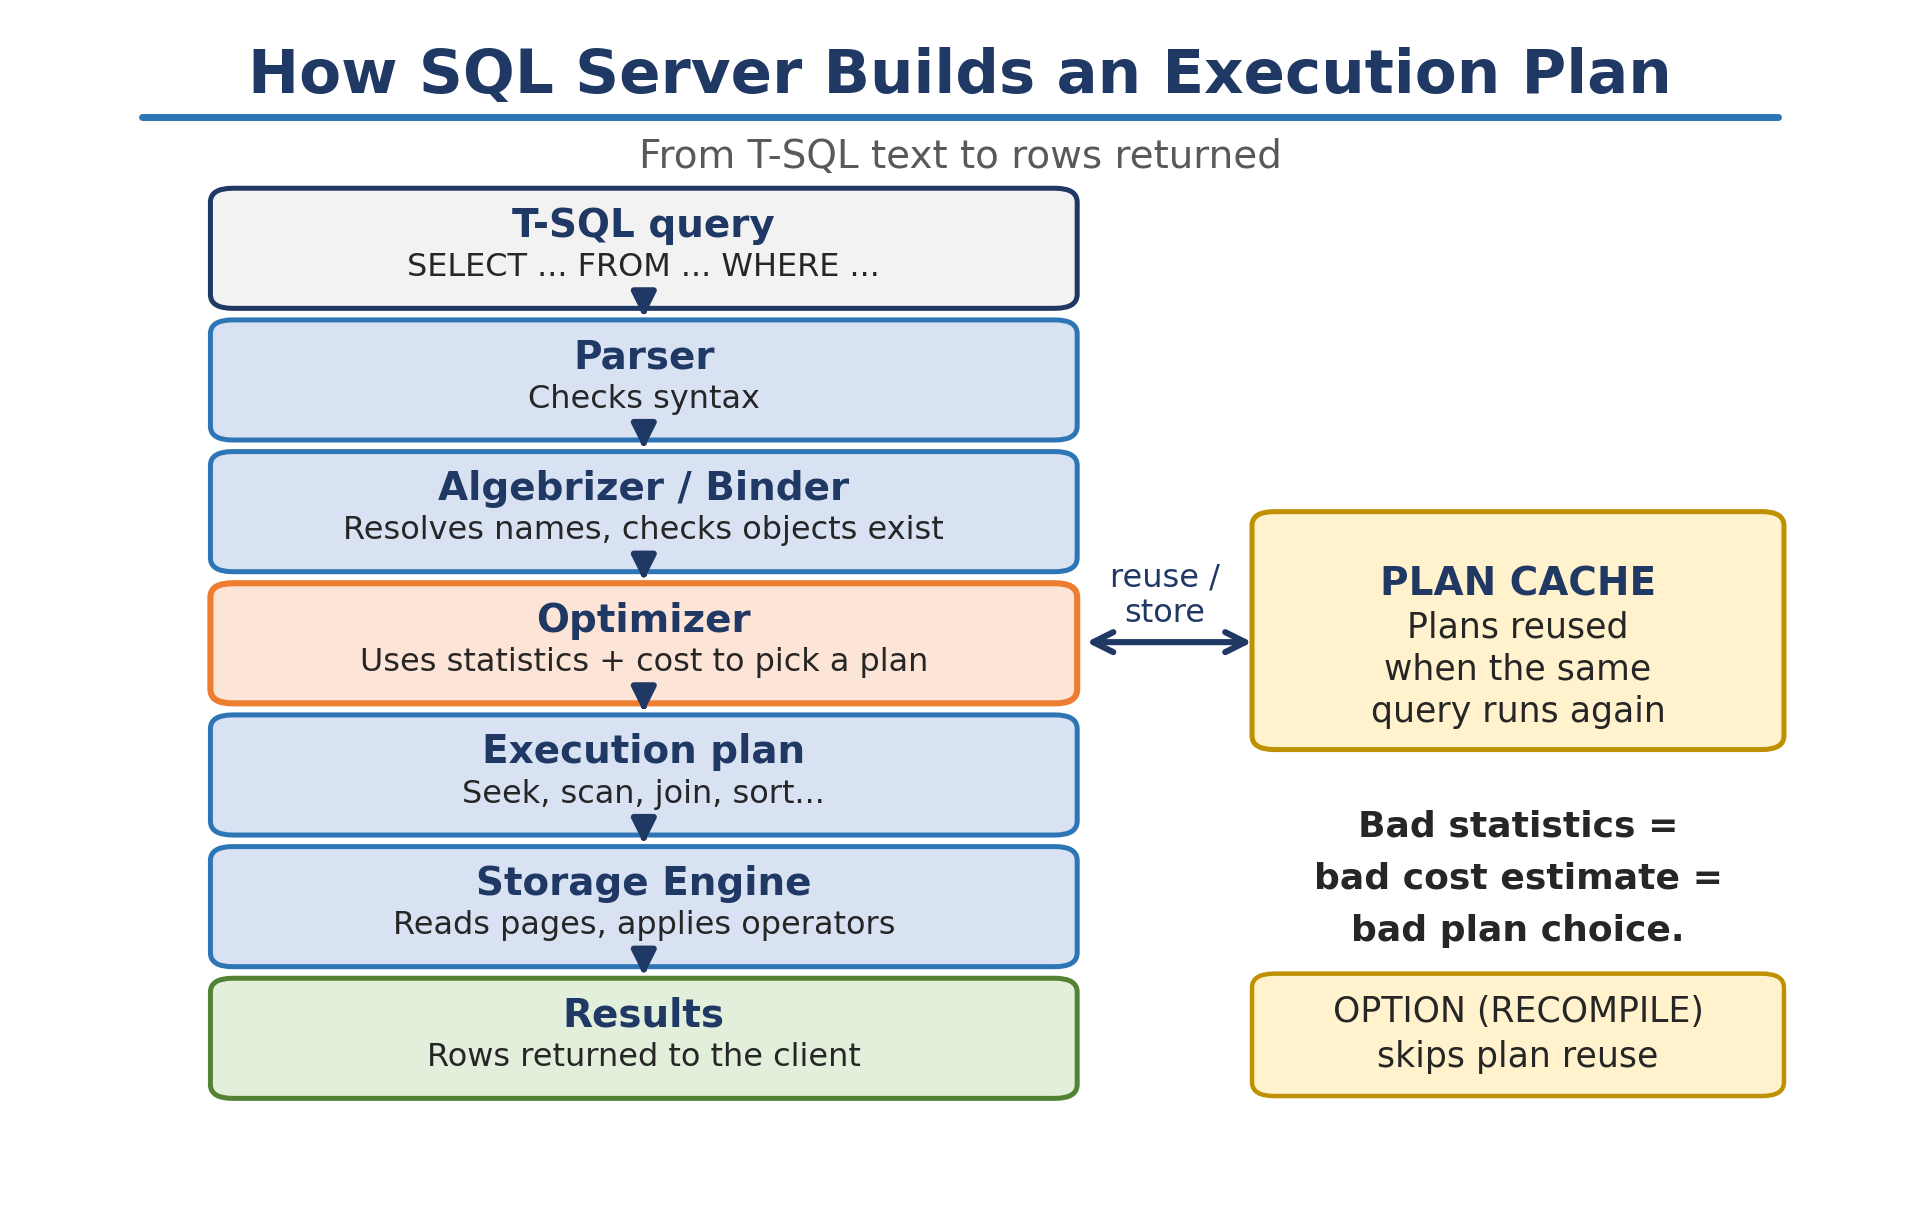 How SQL Server Builds an Execution Plan
From T-SQL text to rows returned
T-SQL query
SELECT ... FROM ... WHERE ...
Parser
Checks syntax
Algebrizer / Binder
Resolves names, checks objects exist
Optimizer
Uses statistics + cost to pick a plan
Execution plan
Seek, scan, join, sort...
Storage Engine
Reads pages, applies operators
Results
Rows returned to the client
reuse /
store
PLAN CACHE
Plans reused
when the same
query runs again
Bad statistics =
bad cost estimate =
bad plan choice.
OPTION (RECOMPILE)
skips plan reuse